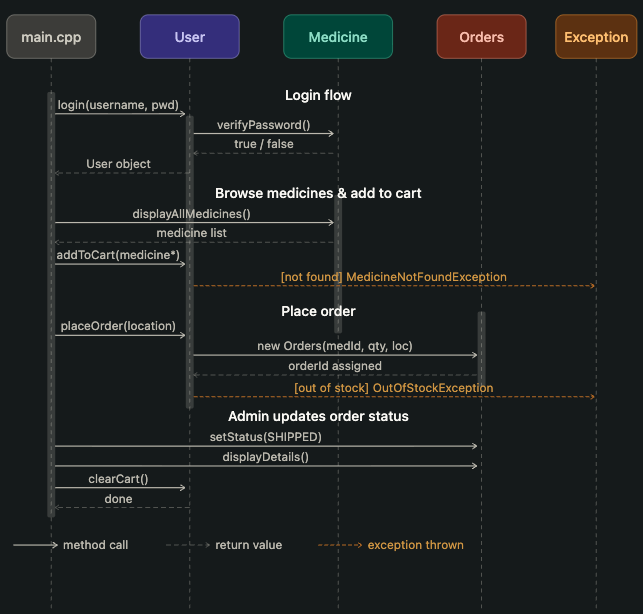 main.cpp
User
Medicine
Orders
Exception
Login flow
login(username, pwd)
verifyPassword()
true / false
User object
Browse medicines & add to cart
displayAllMedicines()
medicine list
addToCart(medicine*)
[not found] MedicineNotFoundException
Place order
placeOrder(location)
new Orders(medId, qty, loc)
orderId assigned
[out of stock] OutOfStockException
Admin updates order status
setStatus(SHIPPED)
displayDetails()
clearCart()
done
method call
return value
exception thrown